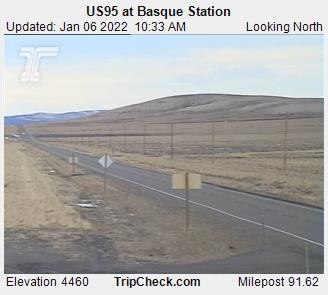 US95 at Basque Station
Updated: Jan 06 2022 10:33 AM Looking North
Elevation 4460 TripCheck.com Milepost 91.62